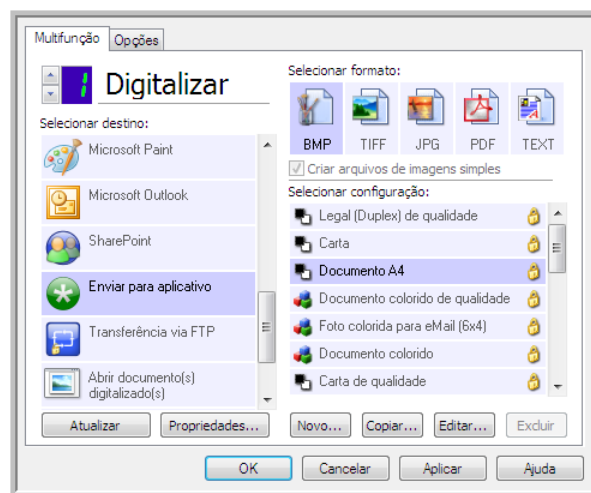 Multifunção Opções
1 Digitalizar
Selecionar destino:
Microsoft Paint
Microsoft Outlook
SharePoint
Enviar para aplicativo
Transferência via FTP
Abrir documento(s)
digitalizado(s)
Atualizar Propriedades...
Selecionar formato:
BMP TIFF JPG PDF TEXT
Criar arquivos de imagens simples
Selecionar configuração:
Legal (Duplex) de qualidade
Carta
Documento A4
Documento colorido de qualidade
Foto colorida para eMail (6x4)
Documento colorido
Carta de qualidade
Novo... Copiar... Editar... Excluir
OK Cancelar Aplicar Ajuda